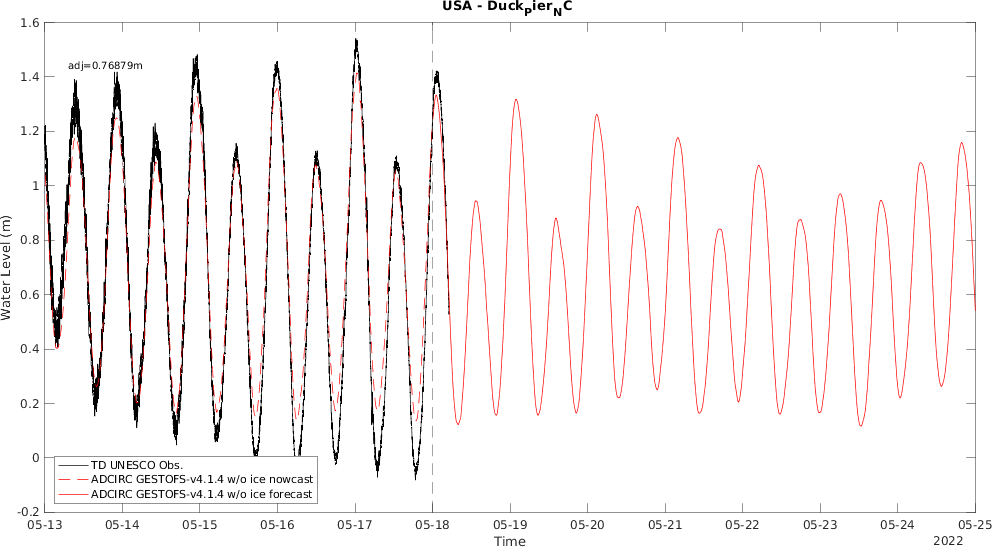 USA - DuckPierNC
1.6
1.4
1.2
1
0.8
0.6
0.4
0.2
0
-0.2
Water Level (m)
adj=0.76879m
TD UNESCO Obs.
ADCIRC GESTOFS-v4.1.4 w/o ice nowcast
ADCIRC GESTOFS-v4.1.4 w/o ice forecast
05-13 05-14 05-15 05-16 05-17 05-18 05-19 05-20 05-21 05-22 05-23 05-24 05-25
Time
2022